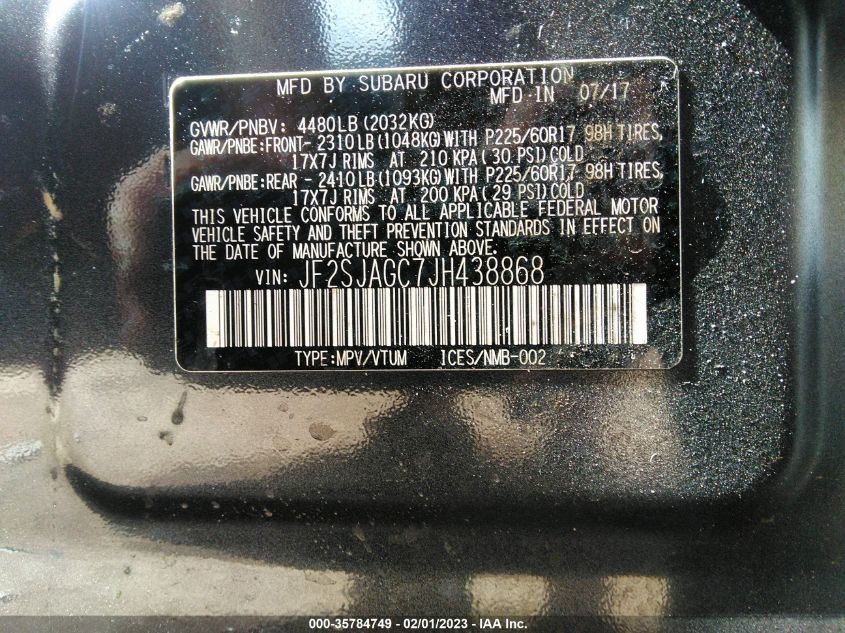 MFD BY SUBARU CORPORATION
MFD IN 07/17
GVWR/PNBV: 4480LB (2032KG)
GAWR/PNBE:FRONT- 2310LB (1048KG) WITH P225/60R17 98H TIRES,
17X7J RIMS AT 210 KPA (30 PSI) COLD
GAWR/PNBE:REAR - 2410LB (1093KG) WITH P225/60R17 98H TIRES,
17X7J RIMS AT 200 KPA (29 PSI) COLD
THIS VEHICLE CONFORMS TO ALL APPLICABLE FEDERAL MOTOR
VEHICLE SAFETY AND THEFT PREVENTION STANDARDS IN EFFECT ON
THE DATE OF MANUFACTURE SHOWN ABOVE.
VIN: JF2SJAGC7JH438868
TYPE:MPV/VTUM ICES/NMB-002
000-35784749 - 02/01/2023 - IAA Inc.